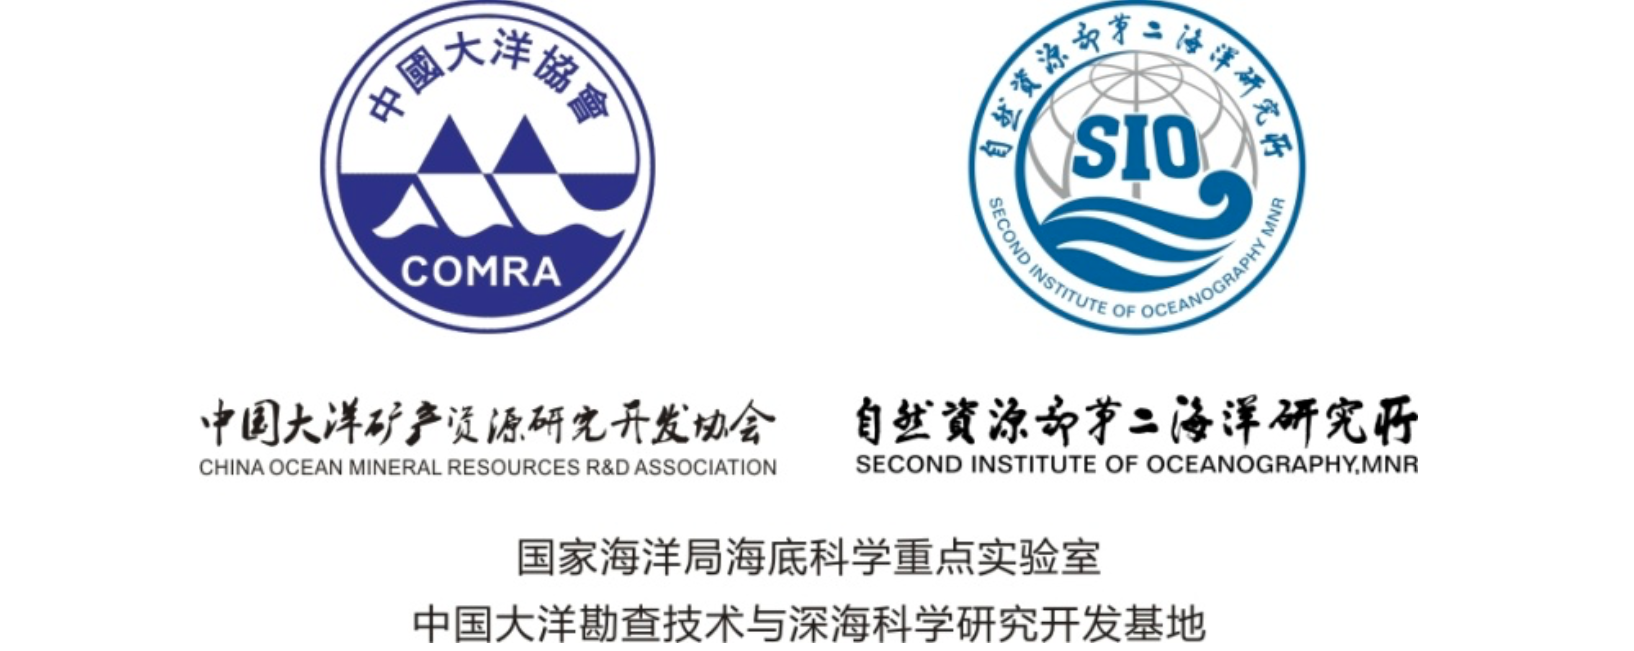 中國大洋協會
COMRA
自然資源部第二海洋研究所
SIO
SECOND INSTITUTE OF OCEANOGRAPHY MNR
中国大洋矿产资源研究开发协会
CHINA OCEAN MINERAL RESOURCES R&D ASSOCIATION
自然資源部第二海洋研究所
SECOND INSTITUTE OF OCEANOGRAPHY,MNR
国家海洋局海底科学重点实验室
中国大洋勘查技术与深海科学研究开发基地